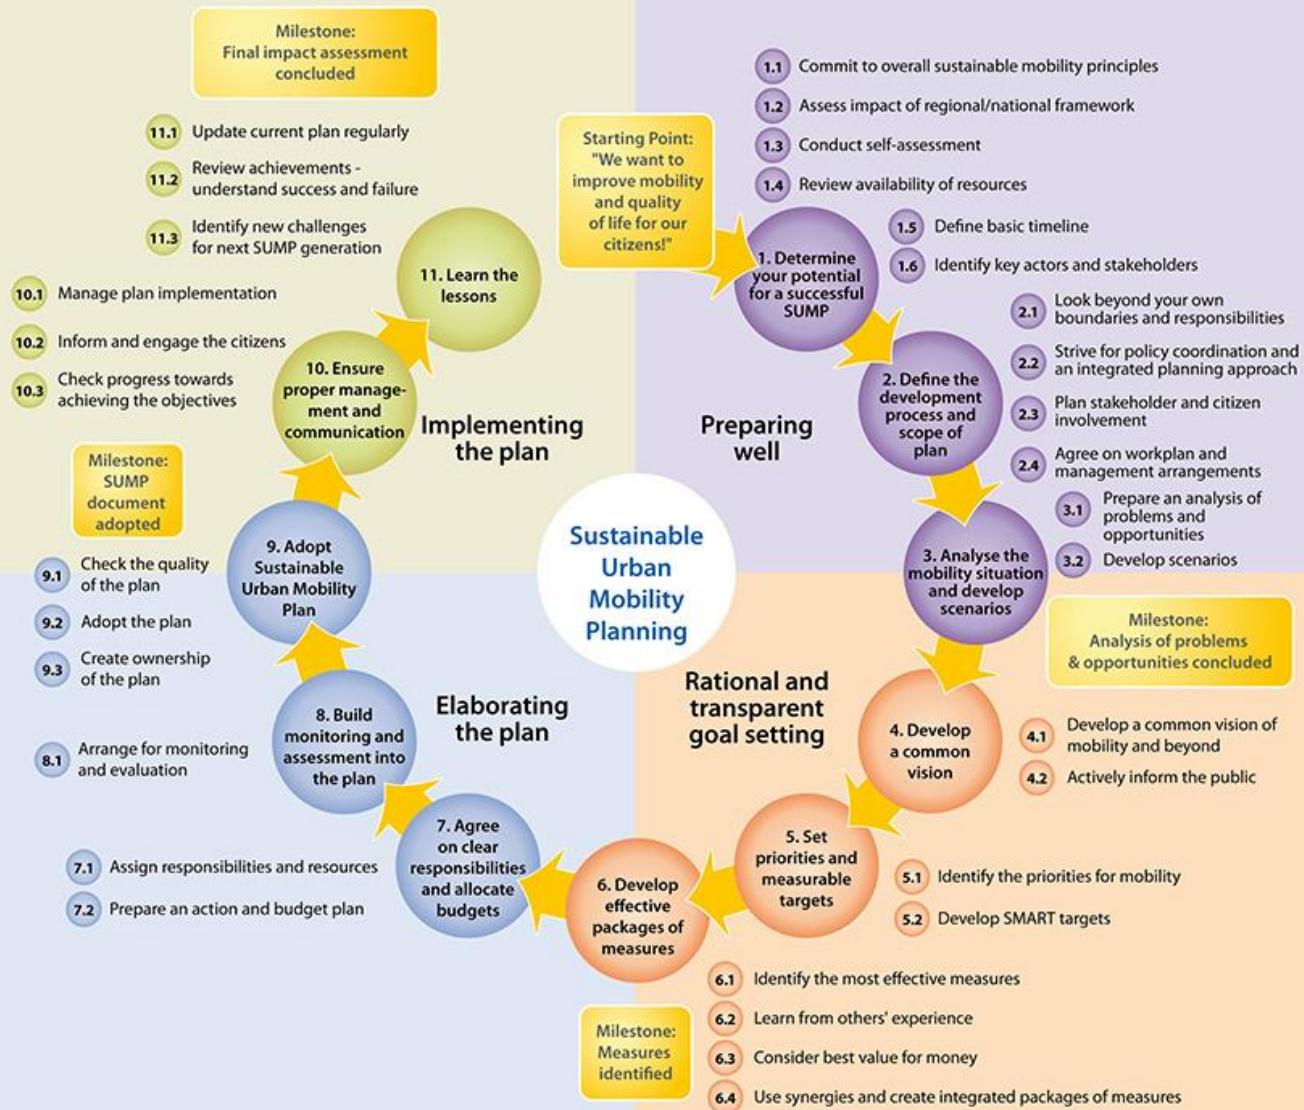 Milestone:
Final impact assessment
concluded
11.1 Update current plan regularly
11.2 Review achievements -
understand success and failure
11.3 Identify new challenges
for next SUMP generation
11. Learn the
lessons
10.1 Manage plan implementation
10.2 Inform and engage the citizens
10.3 Check progress towards
achieving the objectives
10. Ensure
proper manage-
ment and
communication
Implementing
the plan
Starting Point:
"We want to
improve mobility
and quality
of life for our
citizens!"
1.1 Commit to overall sustainable mobility principles
1.2 Assess impact of regional/national framework
1.3 Conduct self-assessment
1.4 Review availability of resources
1.5 Define basic timeline
1.6 Identify key actors and stakeholders
1. Determine
your potential
for a successful
SUMP
2.1 Look beyond your own
boundaries and responsibilities
2.2 Strive for policy coordination and
an integrated planning approach
2.3 Plan stakeholder and citizen
involvement
2.4 Agree on workplan and
management arrangements
2. Define the
development
process and
scope of
plan
Preparing
well
3.1 Prepare an analysis of
problems and
opportunities
3.2 Develop scenarios
3. Analyse the
mobility situation
and develop
scenarios
Milestone:
SUMP
document
adopted
9. Adopt
Sustainable
Urban Mobility
Plan
9.1 Check the quality
of the plan
9.2 Adopt the plan
9.3 Create ownership
of the plan
Sustainable
Urban
Mobility
Planning
Milestone:
Analysis of problems
& opportunities concluded
Rational and
transparent
goal setting
4. Develop
a common
vision
4.1 Develop a common vision of
mobility and beyond
4.2 Actively inform the public
Elaborating
the plan
8. Build
monitoring and
assessment into
the plan
8.1 Arrange for monitoring
and evaluation
7. Agree
on clear
responsibilities
and allocate
budgets
7.1 Assign responsibilities and resources
7.2 Prepare an action and budget plan
5. Set
priorities and
measurable
targets
5.1 Identify the priorities for mobility
5.2 Develop SMART targets
6. Develop
effective
packages of
measures
6.1 Identify the most effective measures
6.2 Learn from others' experience
6.3 Consider best value for money
6.4 Use synergies and create integrated packages of measures
Milestone:
Measures
identified